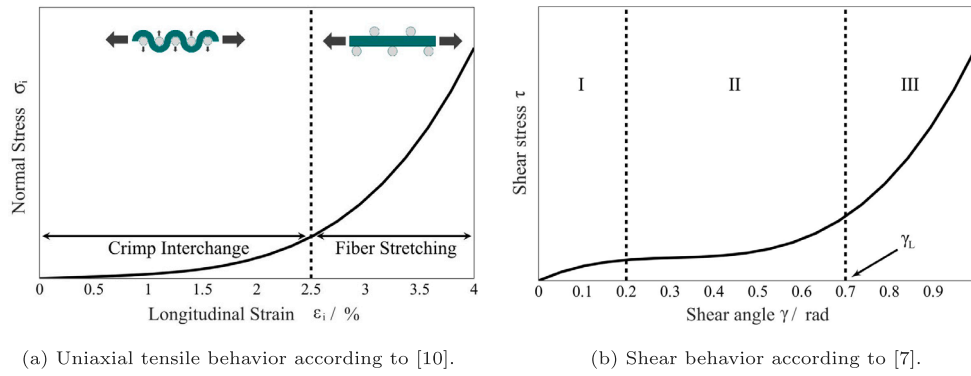 Normal Stress σi
Crimp Interchange
Fiber Stretching
0 0.5 1 1.5 2 2.5 3 3.5 4
Longitudinal Strain εi / %
(a) Uniaxial tensile behavior according to [10].
Shear stress τ
I II III
γL
0 0.1 0.2 0.3 0.4 0.5 0.6 0.7 0.8 0.9
Shear angle γ / rad
(b) Shear behavior according to [7].